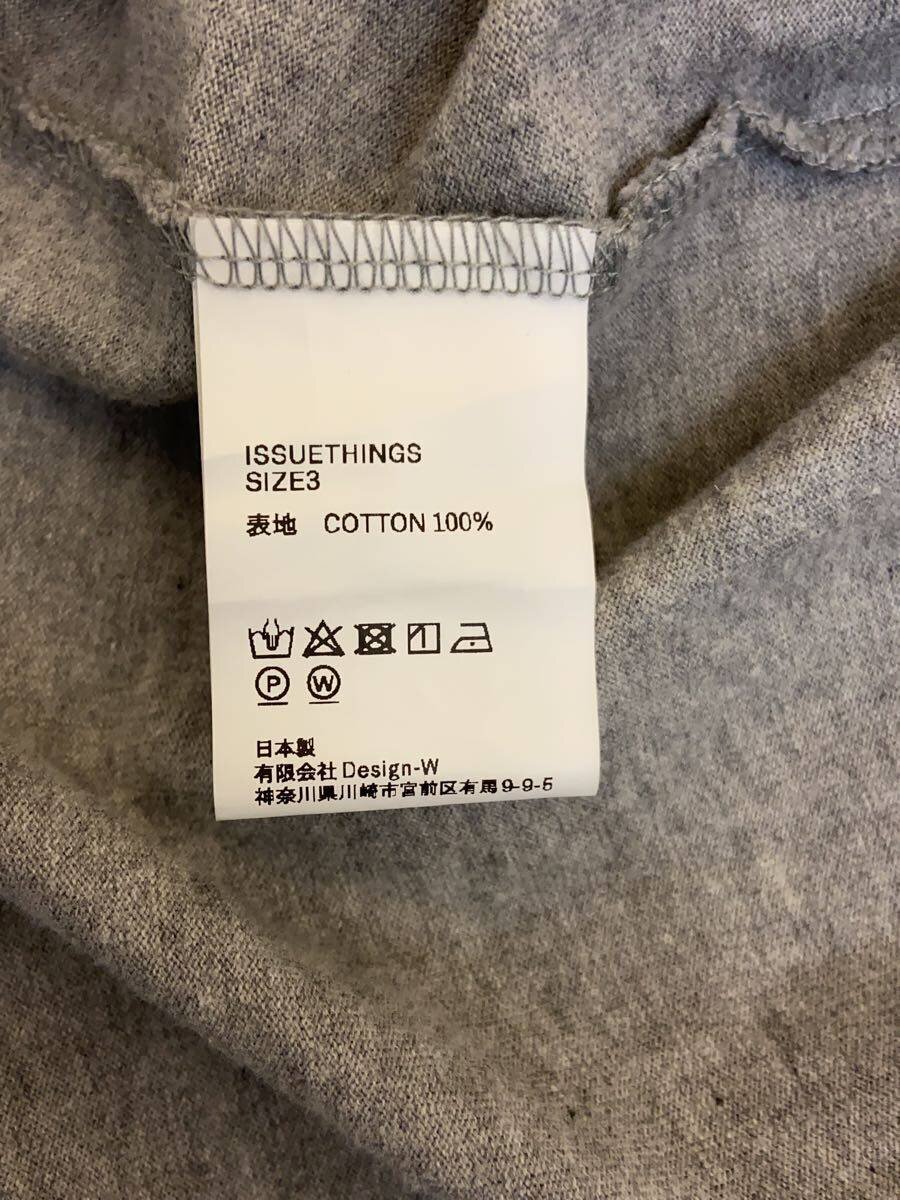 ISSUETHINGS
SIZE3
表地 COTTON 100%
P W
日本製
有限会社 Design-W
神奈川県川崎市宮前区有馬9-9-5